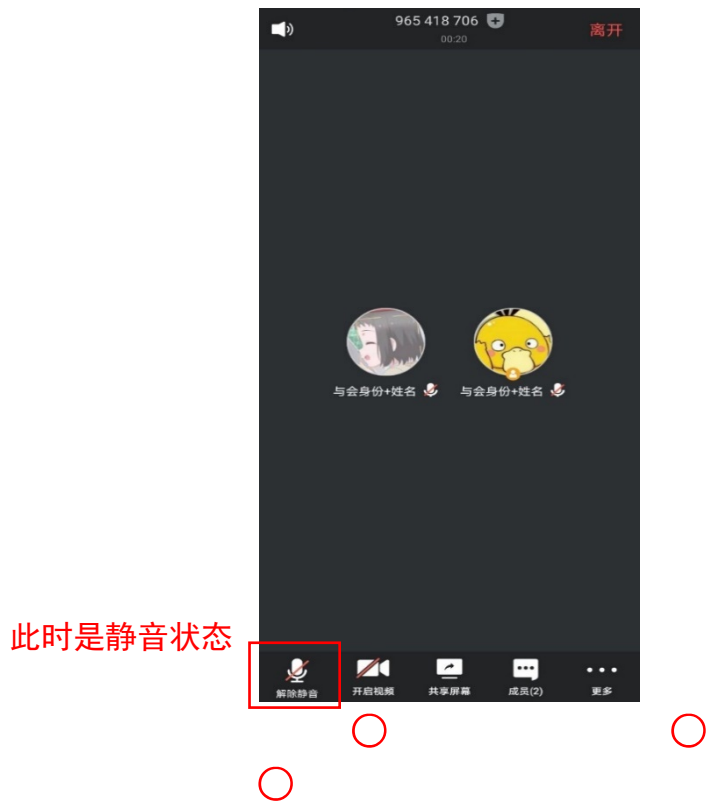 965 418 706
00:20
离开
与会身份+姓名
与会身份+姓名
此时是静音状态
解除静音
开启视频
共享屏幕
成员(2)
更多